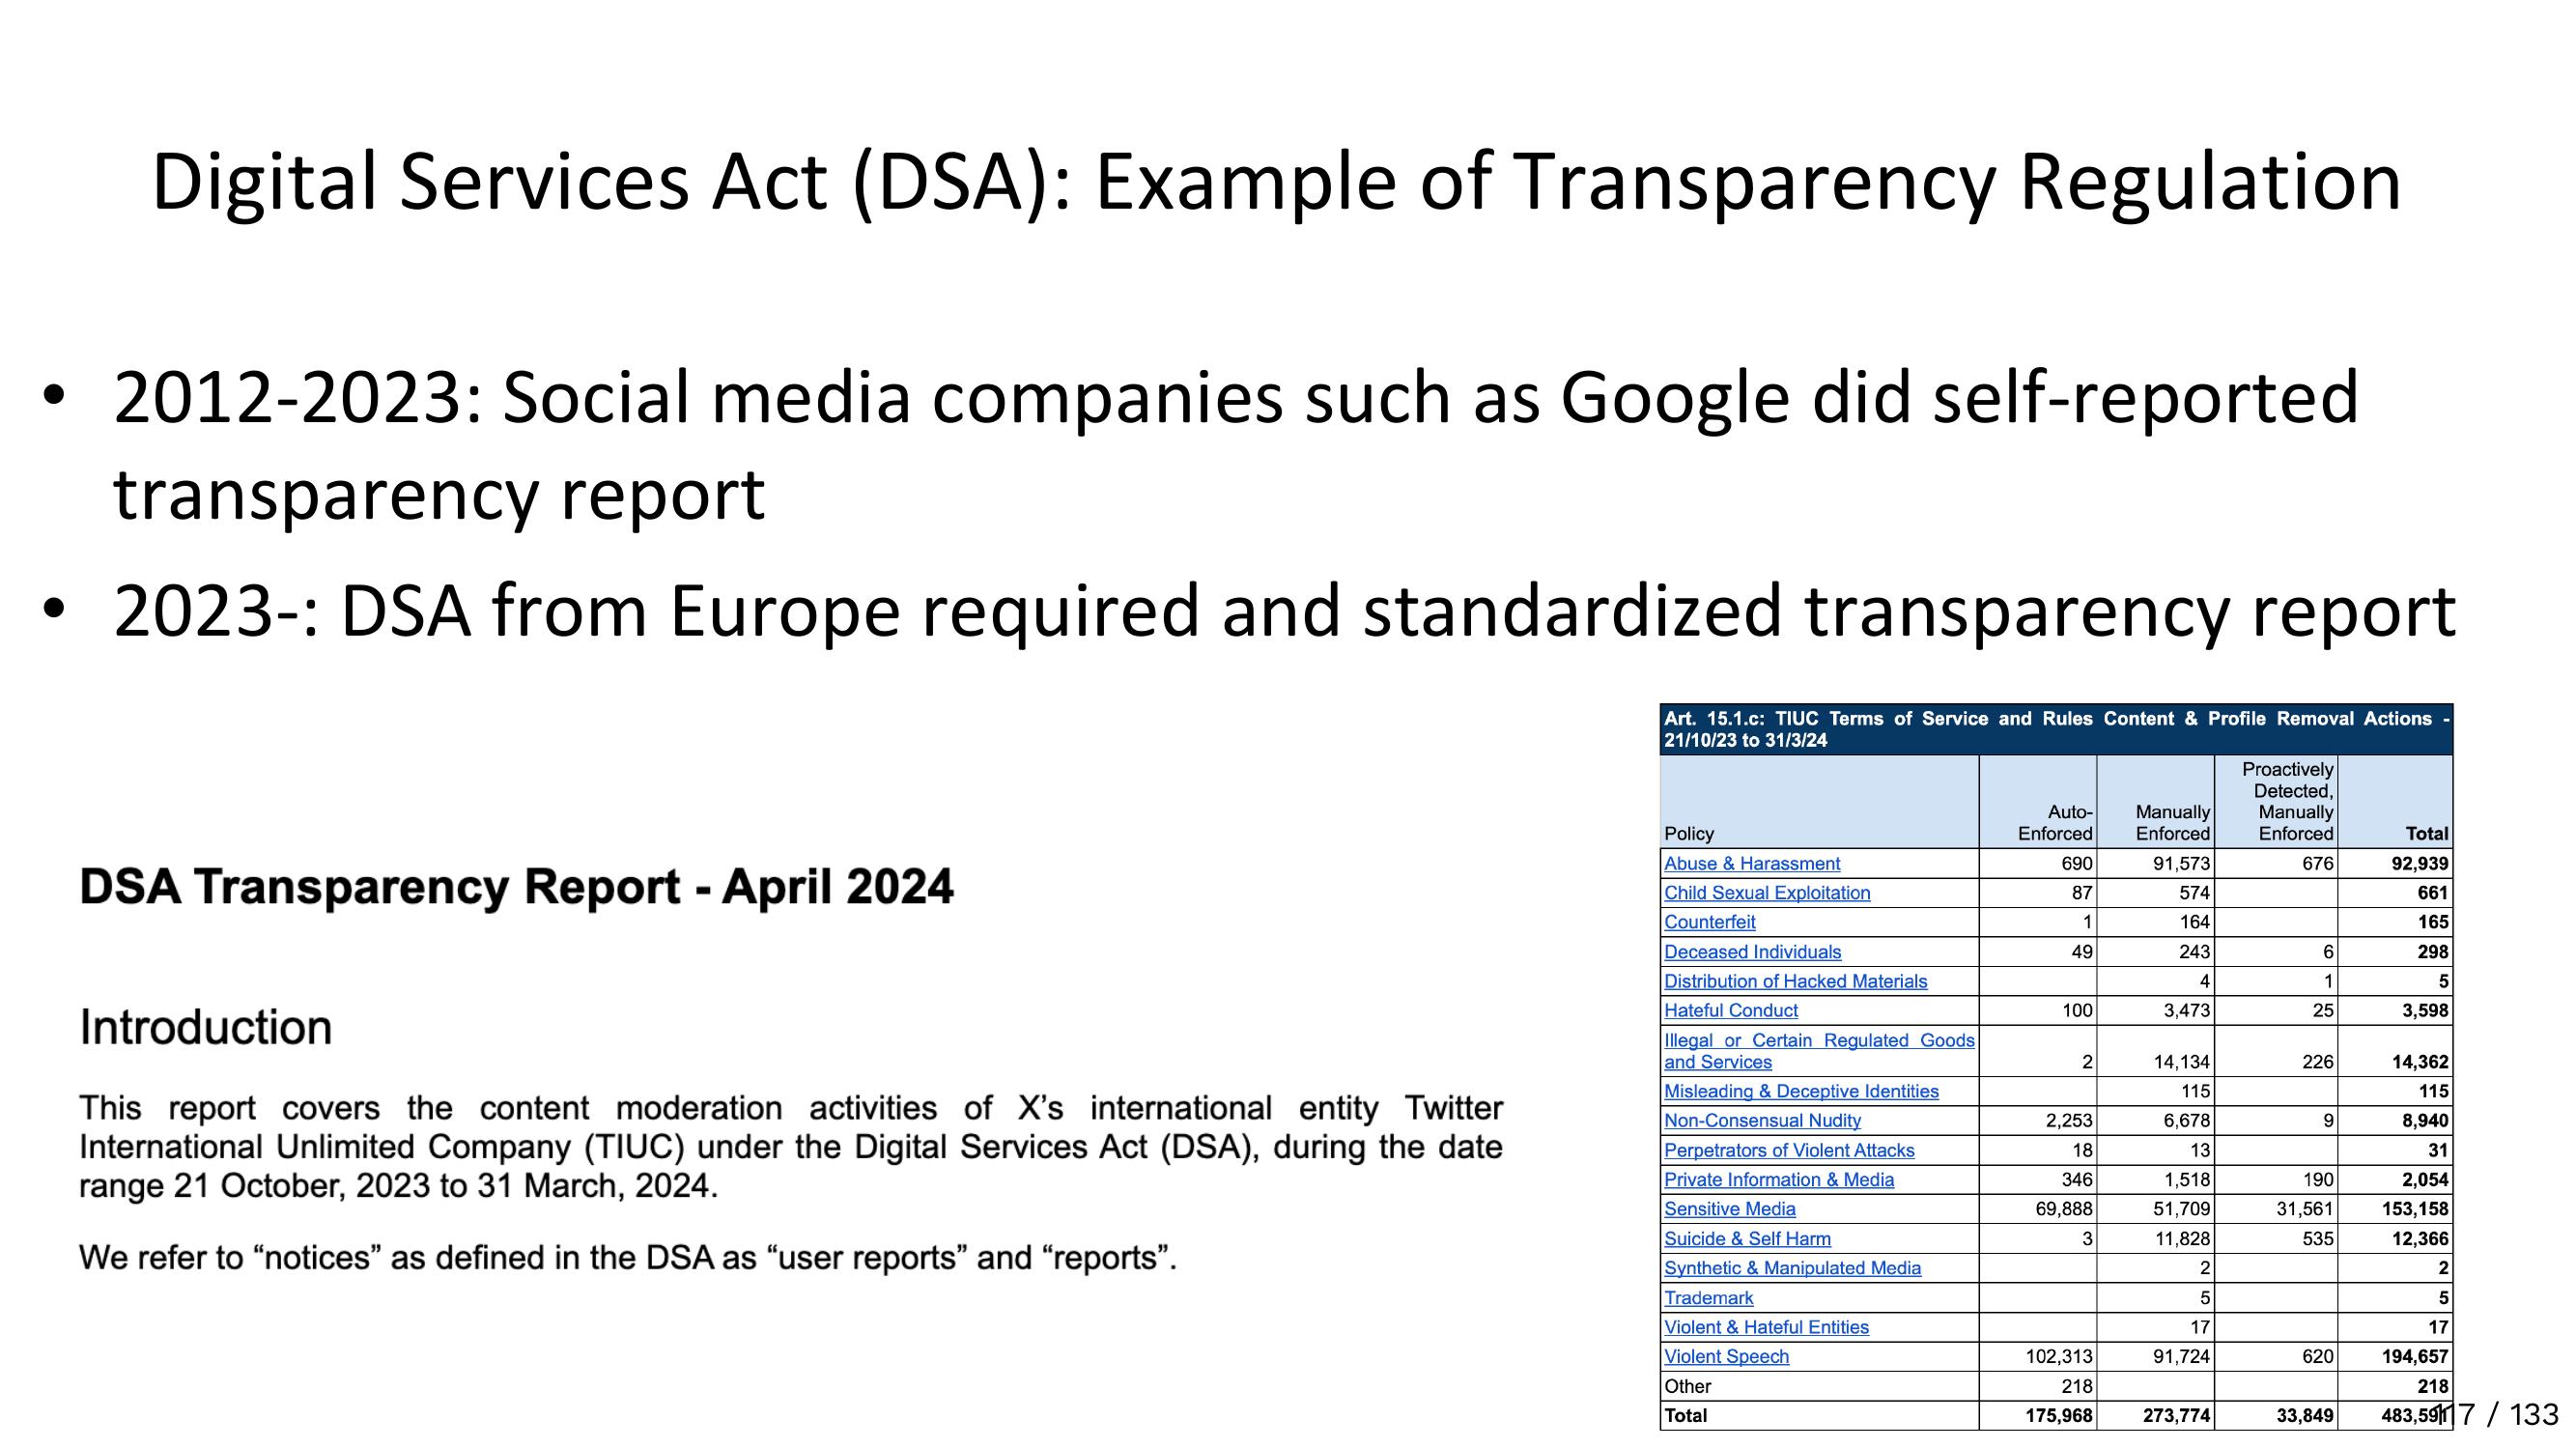 Digital Services Act (DSA): Example of Transparency Regulation
• 2012-2023: Social media companies such as Google did self-reported
transparency report
• 2023-: DSA from Europe required and standardized transparency report
DSA Transparency Report - April 2024
Introduction
This report covers the content moderation activities of X’s international entity Twitter
International Unlimited Company (TIUC) under the Digital Services Act (DSA), during the date
range 21 October, 2023 to 31 March, 2024.
We refer to “notices” as defined in the DSA as “user reports” and “reports”.
Art. 15.1.c: TIUC Terms of Service and Rules Content & Profile Removal Actions -
21/10/23 to 31/3/24
Policy Auto-Enforced Manually Enforced Proactively Detected, Manually Enforced Total
Abuse & Harassment 690 91,573 676 92,939
Child Sexual Exploitation 87 574 661
Counterfeit 1 164 165
Deceased Individuals 49 243 6 298
Distribution of Hacked Materials 4 1 5
Hateful Conduct 100 3,473 25 3,598
Illegal or Certain Regulated Goods
and Services 2 14,134 226 14,362
Misleading & Deceptive Identities 115 115
Non-Consensual Nudity 2,253 6,678 9 8,940
Perpetrators of Violent Attacks 18 13 31
Private Information & Media 346 1,518 190 2,054
Sensitive Media 69,888 51,709 31,561 153,158
Suicide & Self Harm 3 11,828 535 12,366
Synthetic & Manipulated Media 2 2
Trademark 5 5
Violent & Hateful Entities 17 17
Violent Speech 102,313 91,724 620 194,657
Other 218 218
Total 175,968 273,774 33,849 483,591
117 / 133